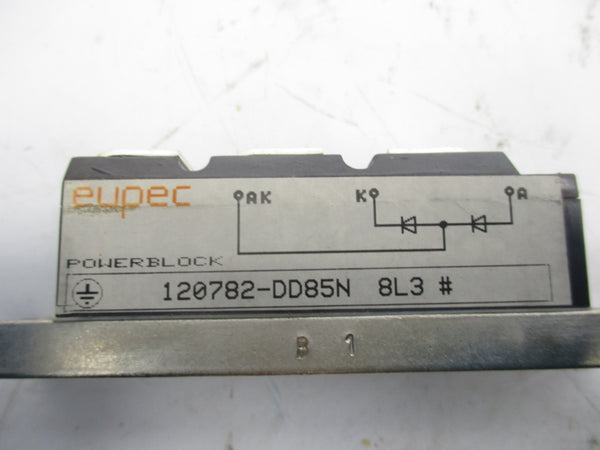 eupec
AK K A
POWERBLOCK
120782-DD85N 8L3 #
B 1